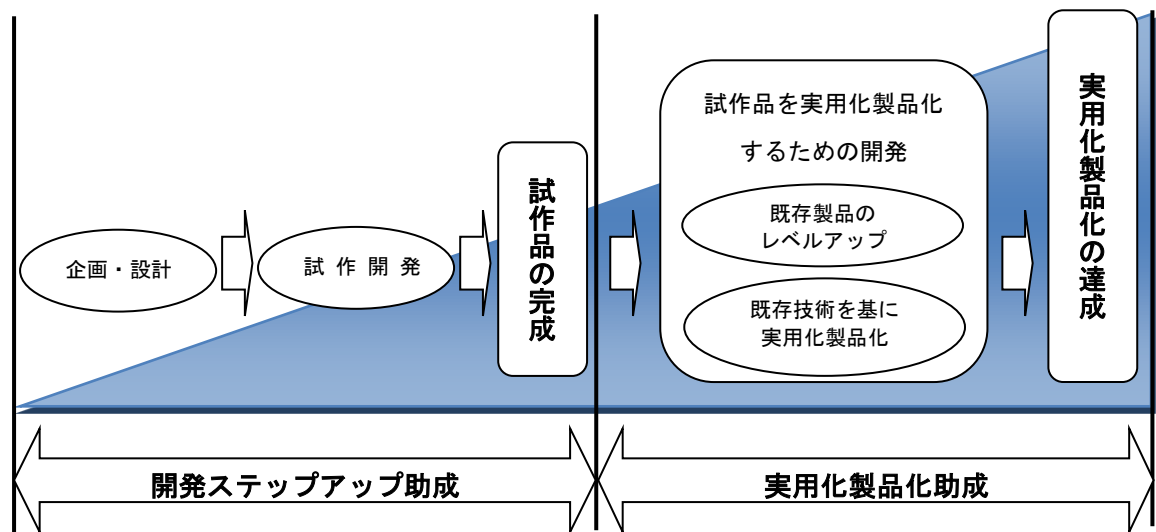 企画・設計
試作開発
試作品の完成
試作品を実用化製品化
するための開発
既存製品の
レベルアップ
既存技術を基に
実用化製品化
実用化製品化の達成
開発ステップアップ助成
実用化製品化助成